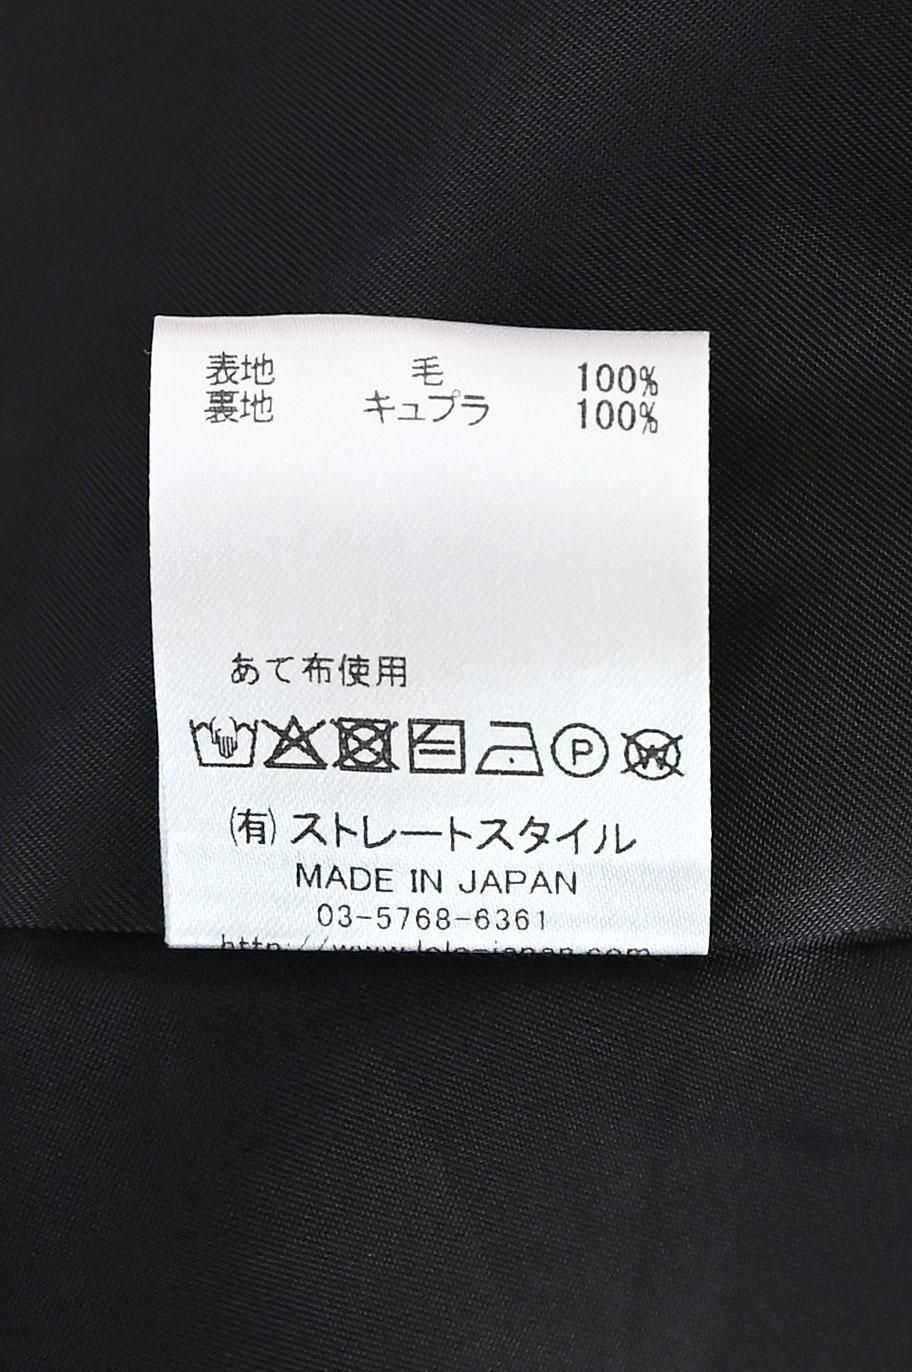 表地 毛 100%
裏地 キュプラ 100%
あて布使用
P W
(有)ストレートスタイル
MADE IN JAPAN
03-5768-6361